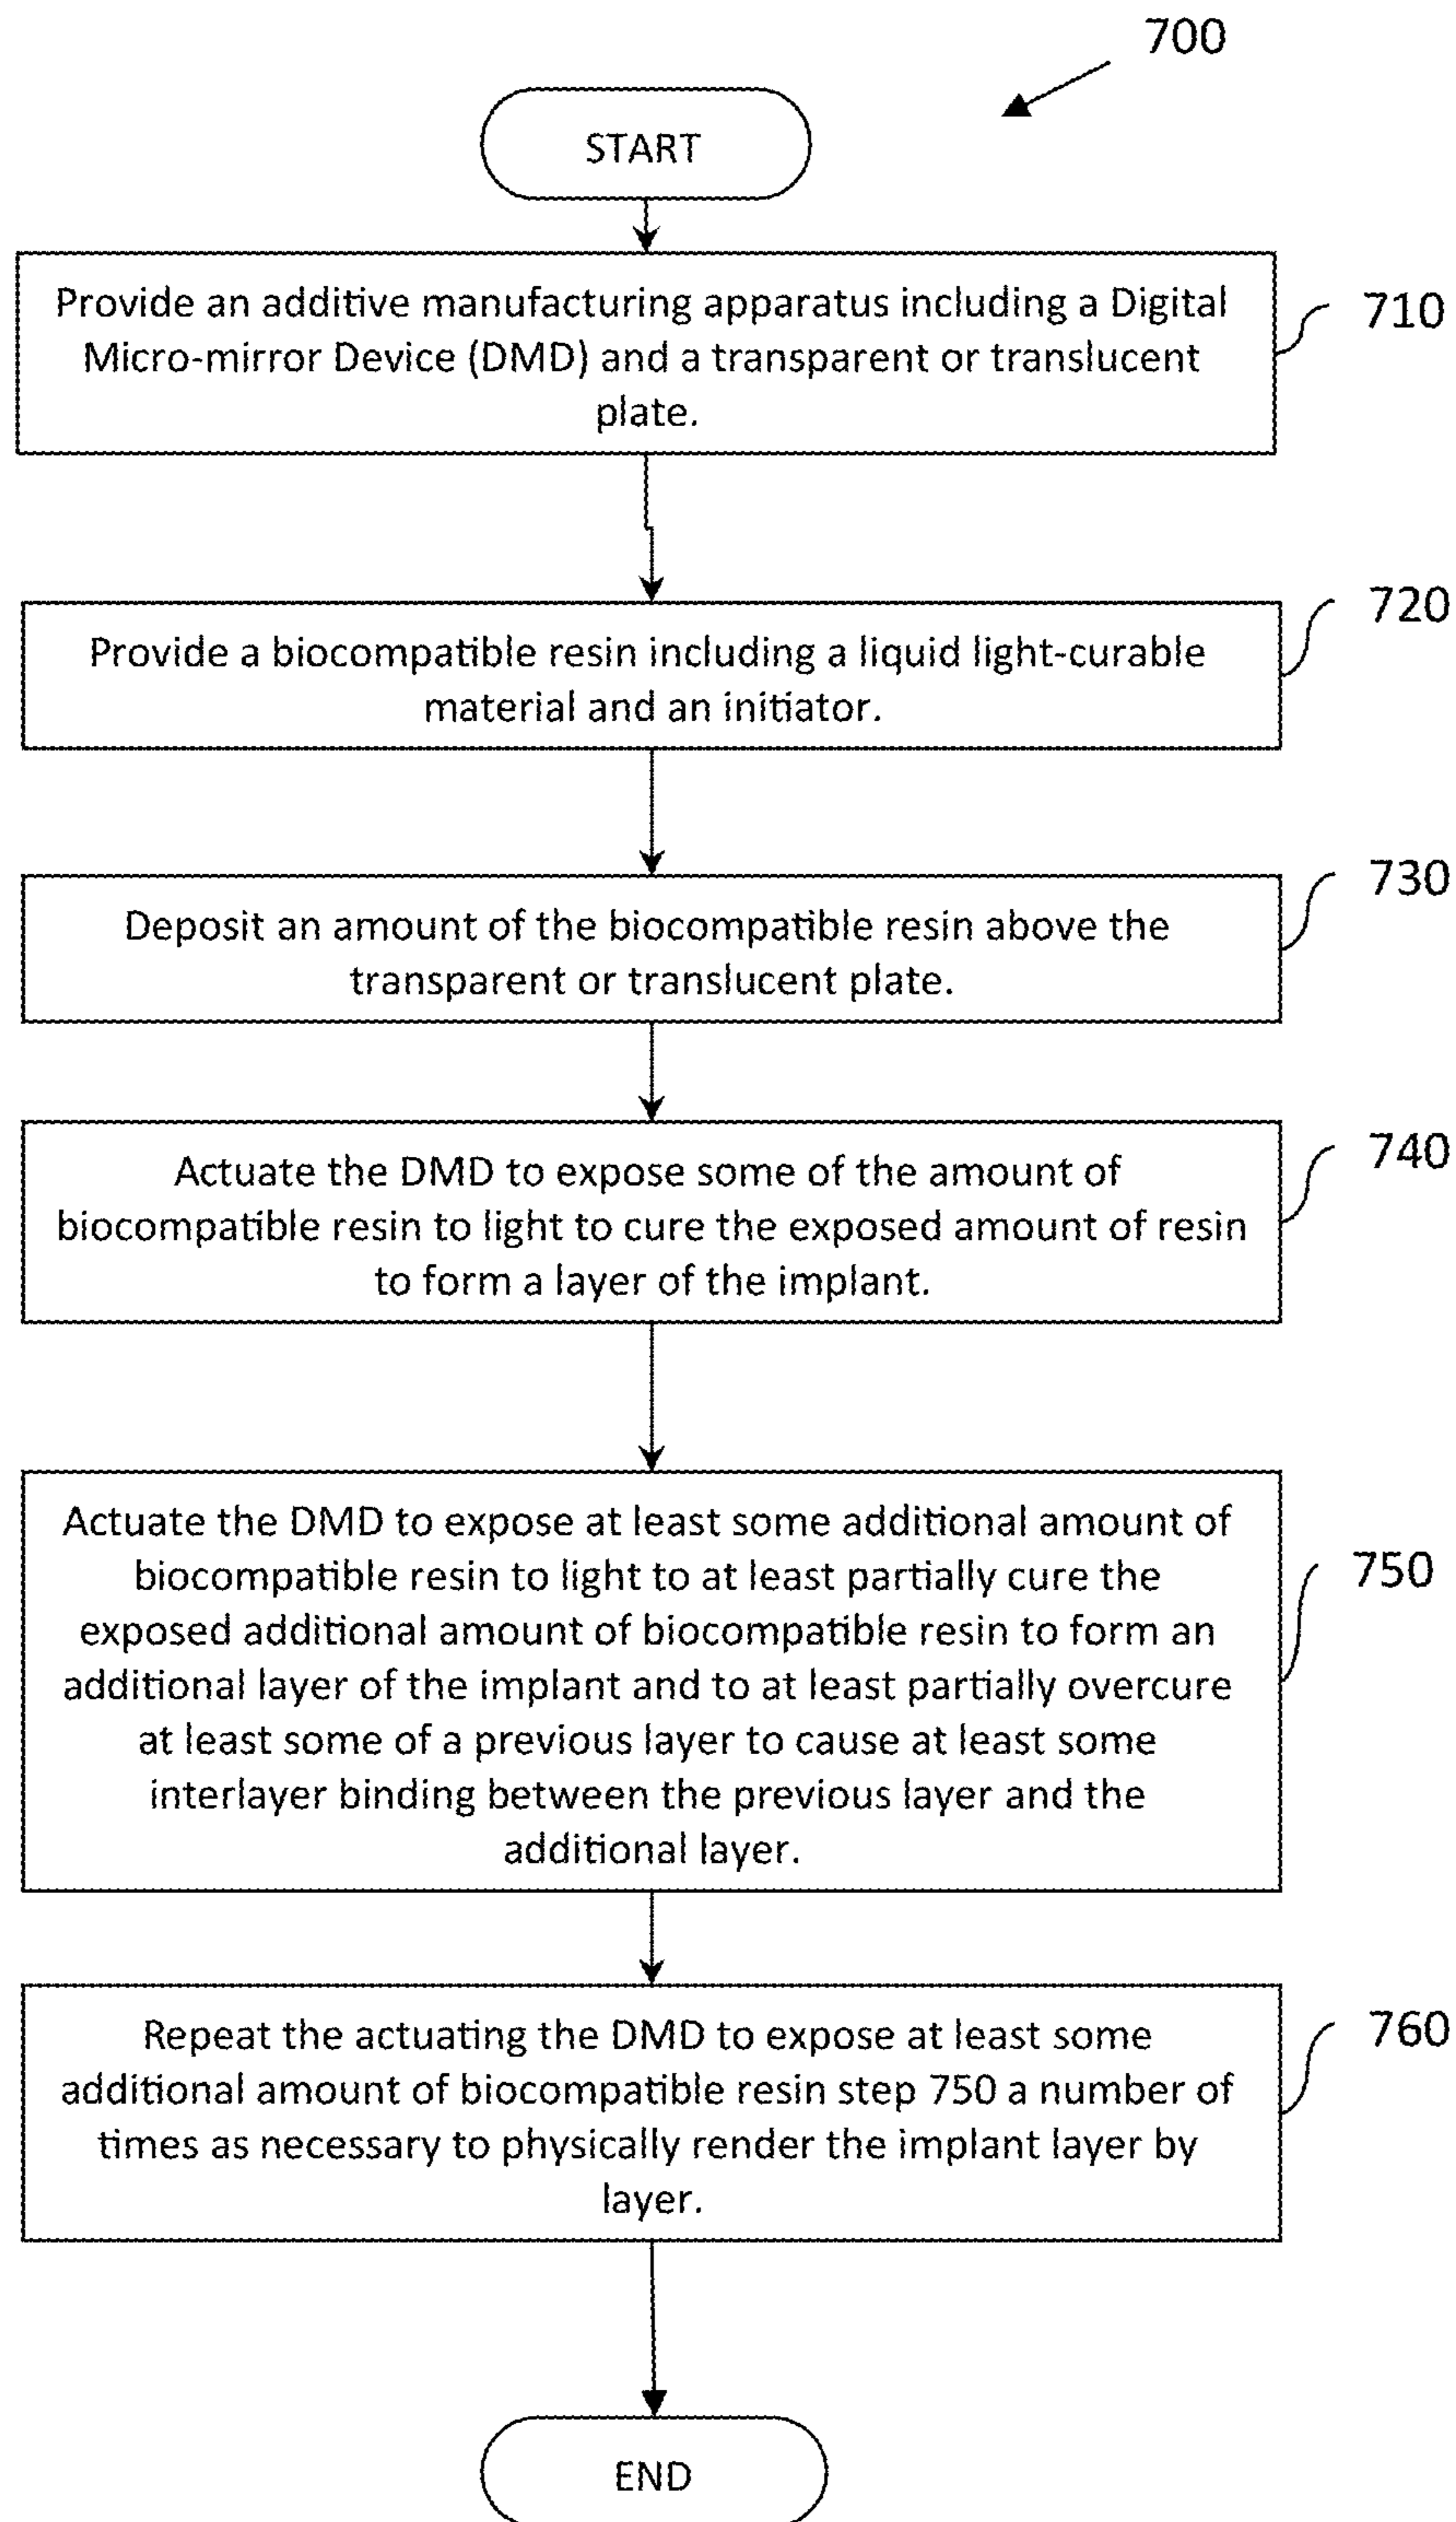 700
START
Provide an additive manufacturing apparatus including a Digital
Micro-mirror Device (DMD) and a transparent or translucent
plate.
710
Provide a biocompatible resin including a liquid light-curable
material and an initiator.
720
Deposit an amount of the biocompatible resin above the
transparent or translucent plate.
730
Actuate the DMD to expose some of the amount of
biocompatible resin to light to cure the exposed amount of resin
to form a layer of the implant.
740
Actuate the DMD to expose at least some additional amount of
biocompatible resin to light to at least partially cure the
exposed additional amount of biocompatible resin to form an
additional layer of the implant and to at least partially overcure
at least some of a previous layer to cause at least some
interlayer binding between the previous layer and the
additional layer.
750
Repeat the actuating the DMD to expose at least some
additional amount of biocompatible resin step 750 a number of
times as necessary to physically render the implant layer by
layer.
760
END